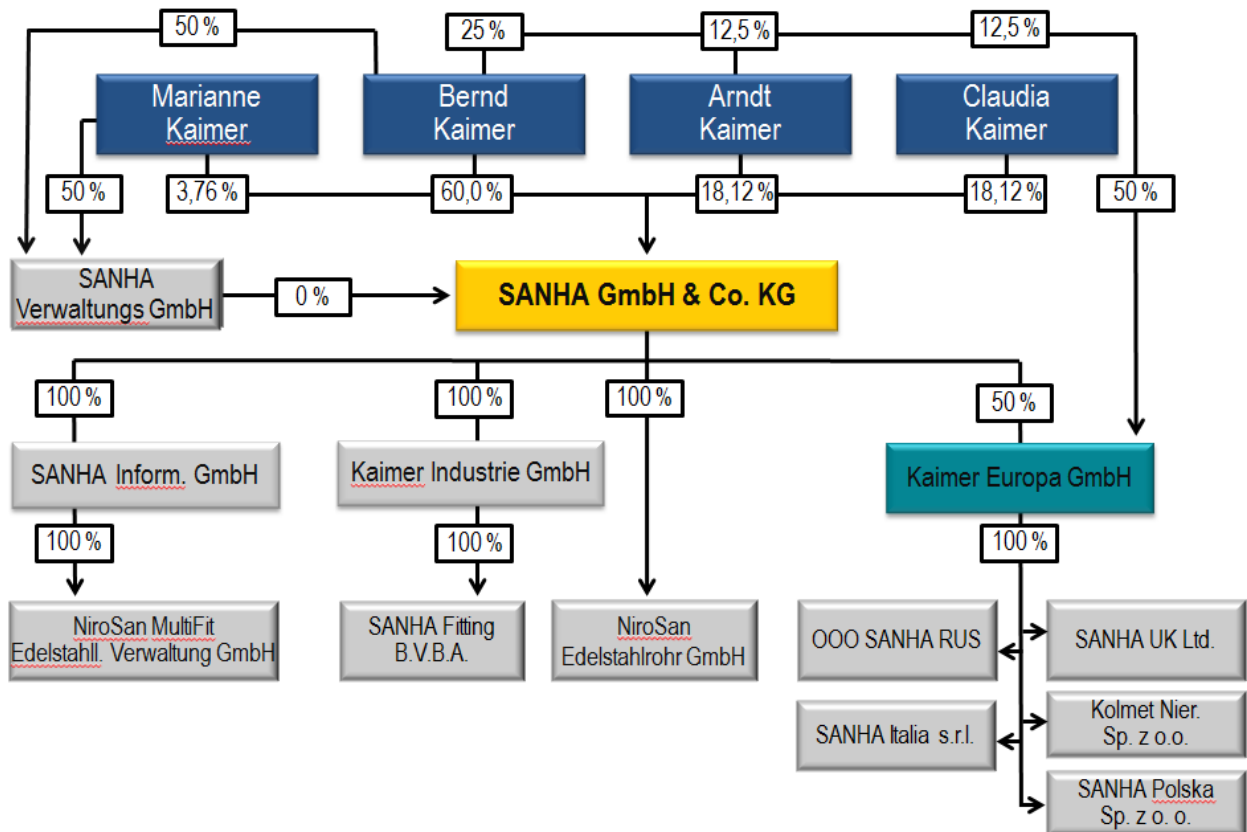 50 %
25 %
12,5 %
12,5 %
Marianne
Kaimer
Bernd
Kaimer
Arndt
Kaimer
Claudia
Kaimer
50 %
3,76 %
60,0 %
18,12 %
18,12 %
50 %
SANHA
Verwaltungs GmbH
0 %
SANHA GmbH & Co. KG
100 %
100 %
100 %
50 %
SANHA Inform. GmbH
Kaimer Industrie GmbH
Kaimer Europa GmbH
100 %
100 %
100 %
NiroSan MultiFit
Edelstahll. Verwaltung GmbH
SANHA Fitting
B.V.B.A.
NiroSan
Edelstahlrohr GmbH
OOO SANHA RUS
SANHA UK Ltd.
SANHA Italia s.r.l.
Kolmet Nier.
Sp. z o.o.
SANHA Polska
Sp. z o. o.